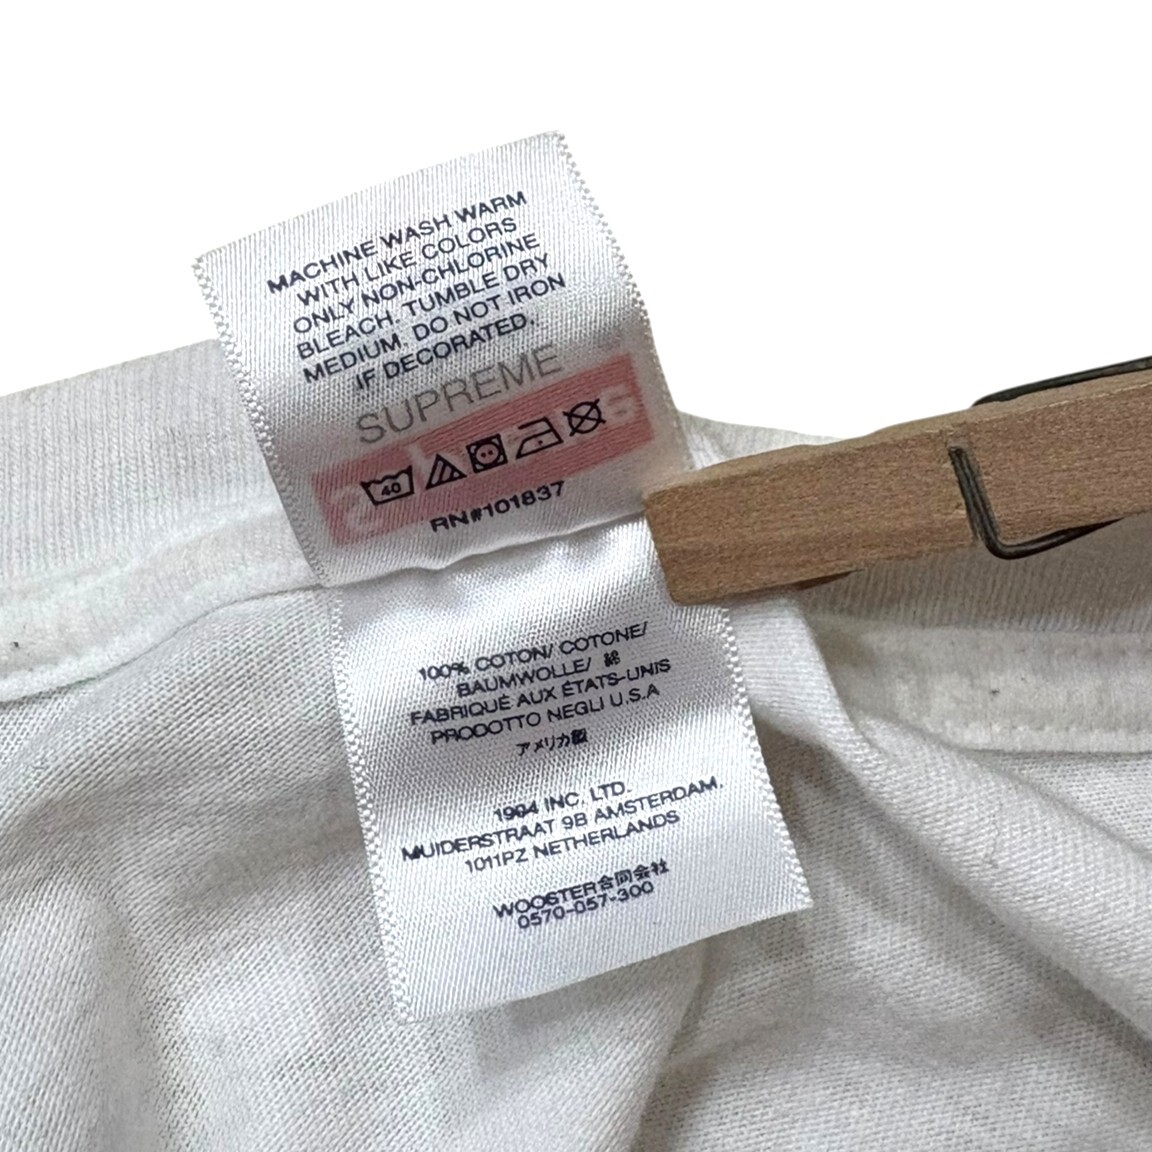 MACHINE WASH WARM
WITH LIKE COLORS
ONLY NON-CHLORINE
BLEACH. TUMBLE DRY
MEDIUM. DO NOT IRON
IF DECORATED.
SUPREME
40
RN#101837
100% COTON/ COTONE/
BAUMWOLLE/ 綿
FABRIQUÉ AUX ÉTATS-UNIS
PRODOTTO NEGLI U.S.A
アメリカ製
1994 INC. LTD.
MUIDERSTRAAT 9B AMSTERDAM.
1011PZ NETHERLANDS
WOOSTER合同会社
0570-057-300